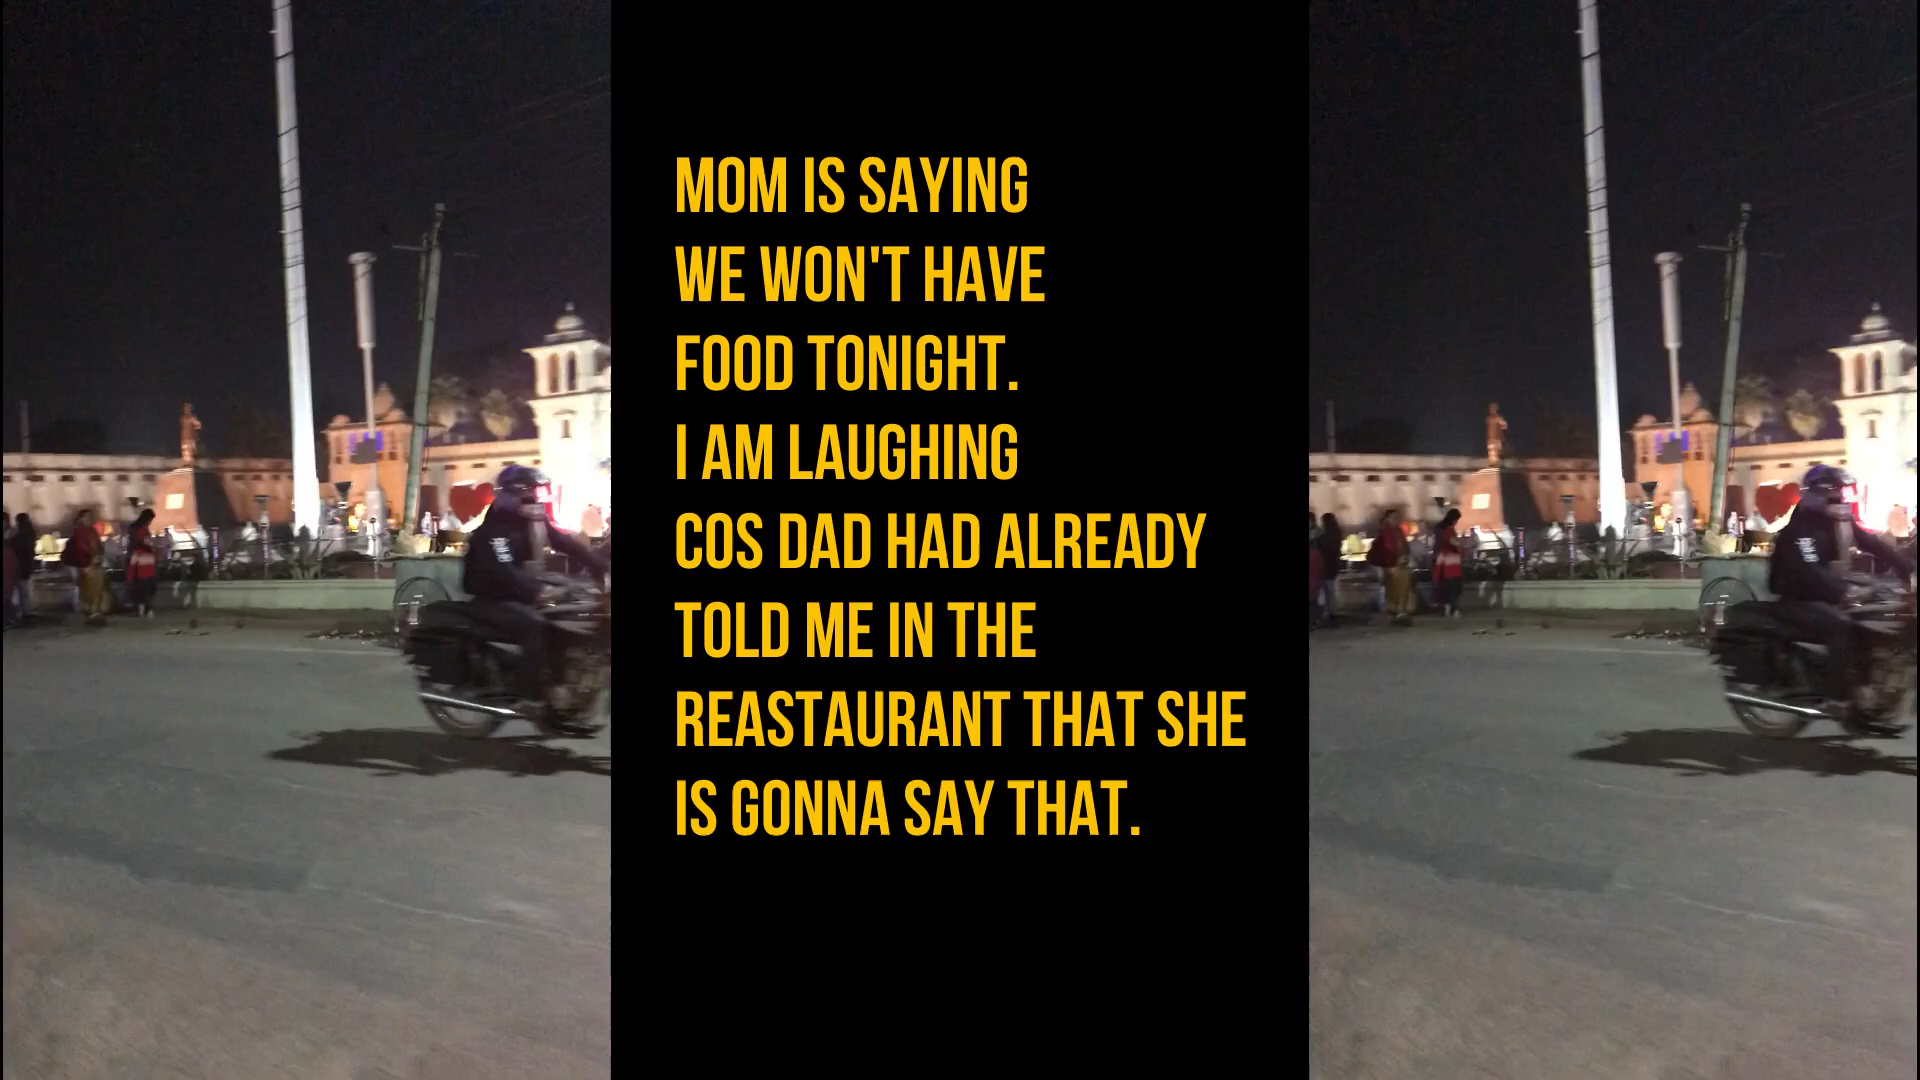 MOM IS SAYING
WE WON'T HAVE
FOOD TONIGHT.
I AM LAUGHING
COS DAD HAD ALREADY
TOLD ME IN THE
REASTAURANT THAT SHE
IS GONNA SAY THAT.